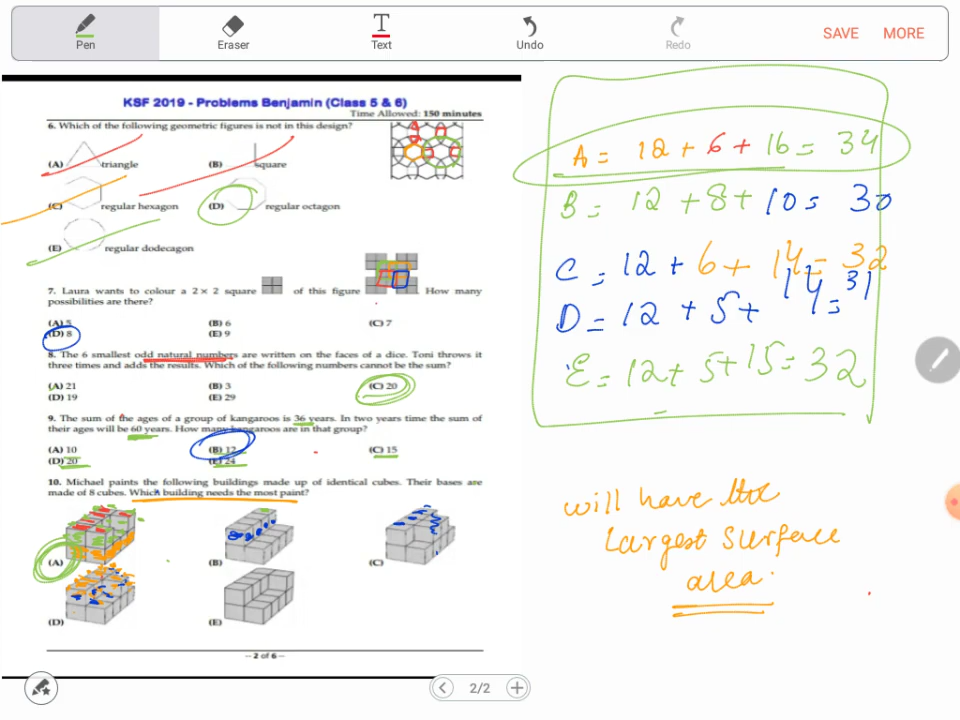 Pen
Eraser
T
Text
Undo
Redo
SAVE
MORE
KSF 2019 - Problems Benjamin (Class 5 & 6)
Time Allowed: 150 minutes
6. Which of the following geometric figures is not in this design?
(A) triangle
(B) square
(C) regular hexagon
(D) regular octagon
(E) regular dodecagon
7. Laura wants to colour a 2 × 2 square of this figure . How many
possibilities are there?
(A) 5
(B) 6
(C) 7
(D) 8
(E) 9
8. The 6 smallest odd natural numbers are written on the faces of a dice. Toni throws it
three times and adds the results. Which of the following numbers cannot be the sum?
(A) 21
(B) 3
(C) 20
(D) 19
(E) 29
9. The sum of the ages of a group of kangaroos is 36 years. In two years time the sum of
their ages will be 60 years. How many kangaroos are in that group?
(A) 10
(B) 12
(C) 15
(D) 20
(E) 24
10. Michael paints the following buildings made up of identical cubes. Their bases are
made of 8 cubes. Which building needs the most paint?
(A)
(B)
(C)
(D)
(E)
— 2 of 6 —
A = 12 + 6 + 16 = 34
B = 12 + 8 + 10 = 30
C = 12 + 6 + 14 = 32
D = 12 + 5 + 14 = 31
E = 12 + 5 + 15 = 32
will have the
largest surface
area.
2/2